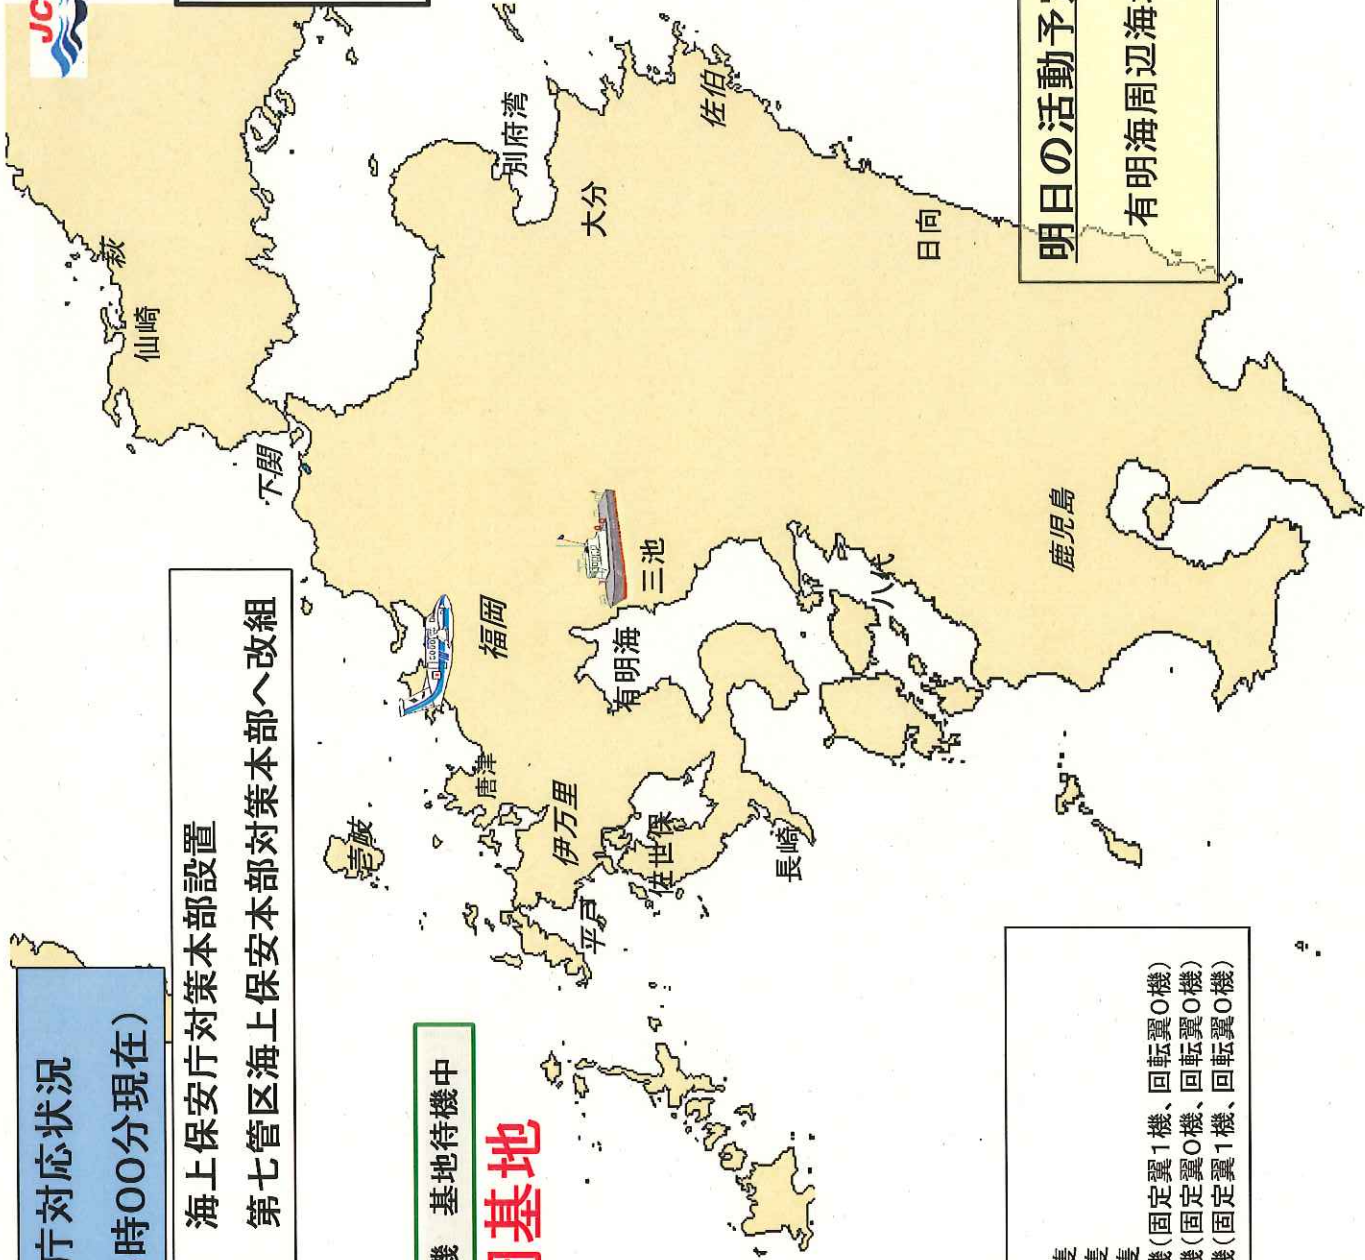 庁対応状況
時00分現在）
海上保安庁対策本部設置
第七管区海上保安本部対策本部へ改組
機　基地待機中
基地
JC
萩
仙崎
下関
壱岐
福岡
唐津
伊万里
平戸
佐世保
長崎
有明海
三池
八代
別府湾
大分
佐伯
日向
鹿児島
明日の活動予
有明海周辺海
隻
隻
隻
機（固定翼1機、回転翼0機）
機（固定翼0機、回転翼0機）
機（固定翼1機、回転翼0機）